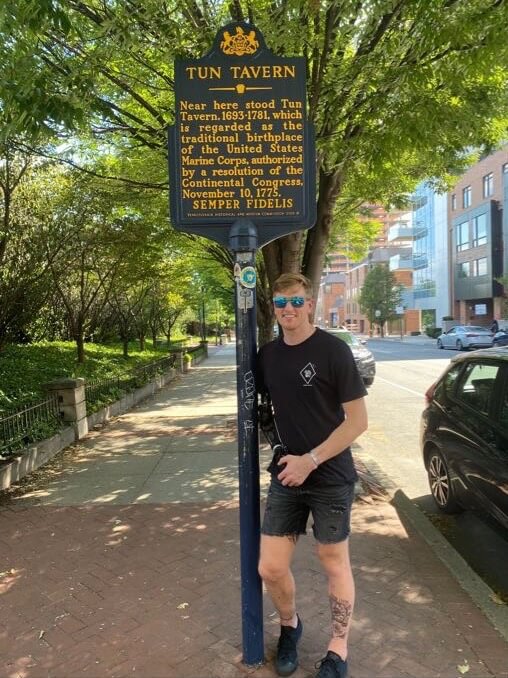 TUN TAVERN
Near here stood Tun
Tavern, 1693-1781, which
is regarded as the
traditional birthplace
of the United States
Marine Corps, authorized
by a resolution of the
Continental Congress,
November 10, 1775.
SEMPER FIDELIS